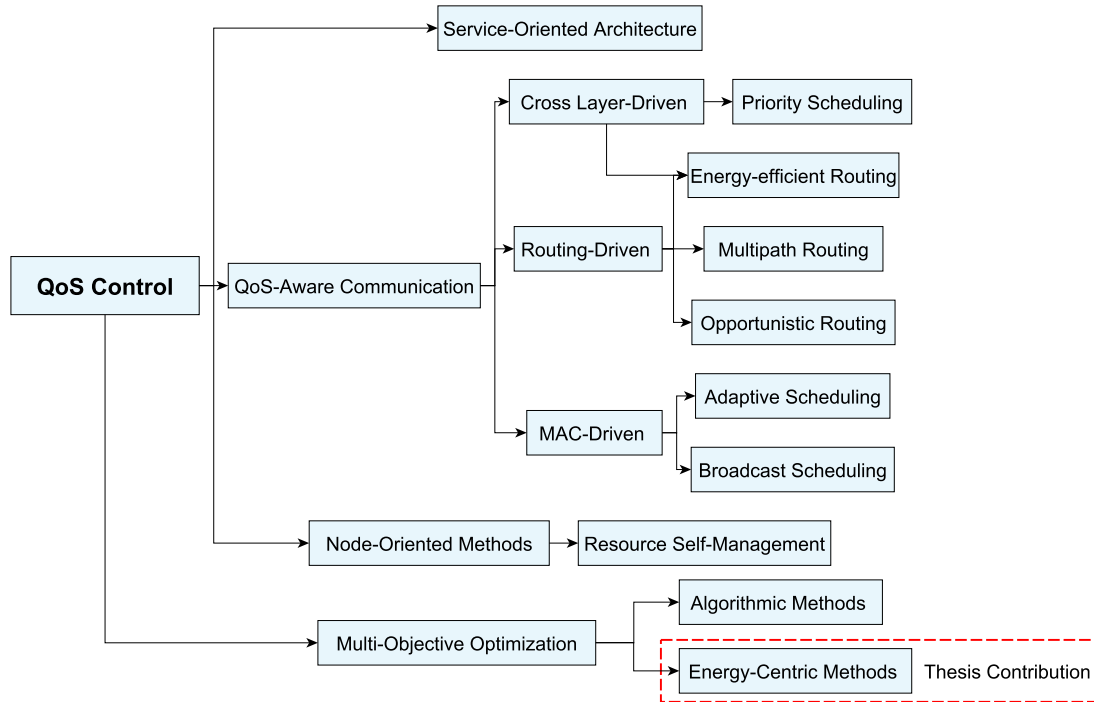 Service-Oriented Architecture
Cross Layer-Driven
Priority Scheduling
Energy-efficient Routing
Routing-Driven
Multipath Routing
QoS Control
QoS-Aware Communication
Opportunistic Routing
Adaptive Scheduling
MAC-Driven
Broadcast Scheduling
Node-Oriented Methods
Resource Self-Management
Algorithmic Methods
Multi-Objective Optimization
Energy-Centric Methods
Thesis Contribution